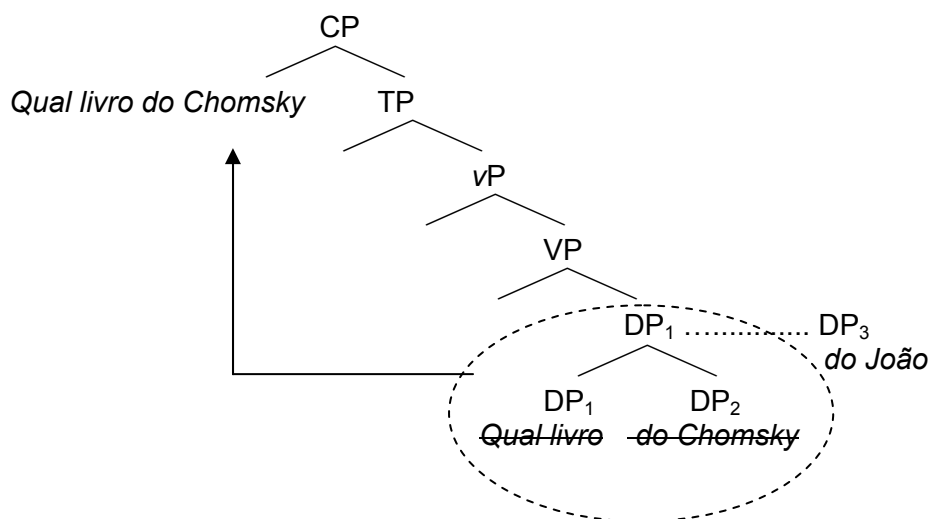 CP
Qual livro do Chomsky TP
vP
VP
DP₁ .............. DP₃
do João
DP₁ DP₂
Qual livro do Chomsky